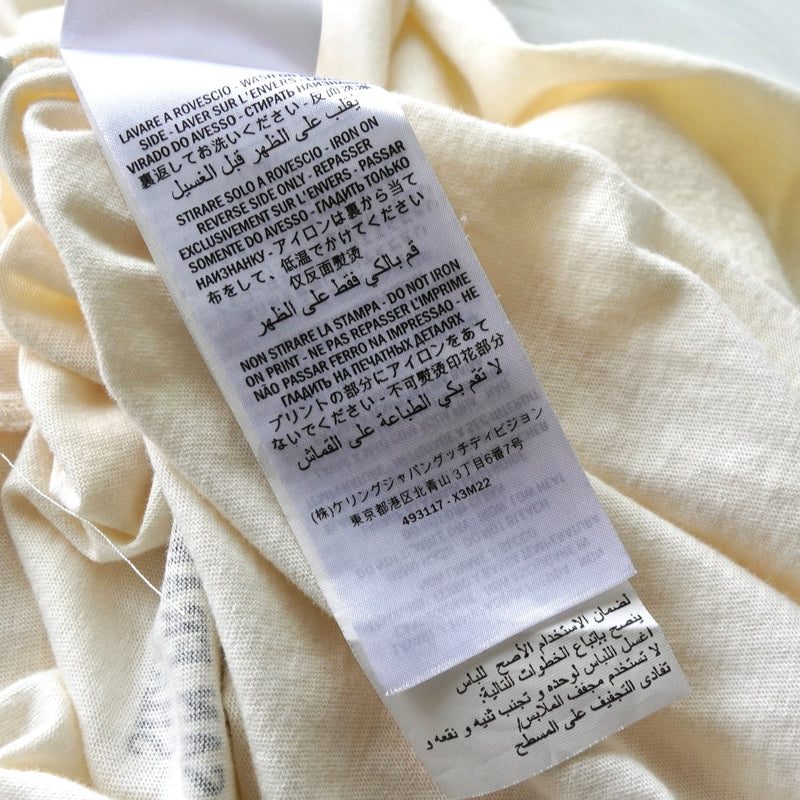 LAVARE A ROVESCIO - WASH ON
SIDE - LAVER SUR L'ENVERS
VIRADO DO AVESSO - СТИРАТЬ НАИЗНА
裏返してお洗いください - 反面洗
يقلب على الظهر قبل الغسيل
STIRARE SOLO A ROVESCIO - IRON ON
REVERSE SIDE ONLY - REPASSER
EXCLUSIVEMENT SUR L'ENVERS - PASSAR
SOMENTE DO AVESSO - ГЛАДИТЬ ТОЛЬКО
НАИЗНАНКУ - アイロンは裏から当て
布をして、低温でかけてください
- 仅反面熨烫
قم بالكي فقط على الظهر
NON STIRARE LA STAMPA - DO NOT IRON
ON PRINT - NE PAS REPASSER L'IMPRIME
NÃO PASSAR FERRO NA IMPRESSAO - НЕ
ГЛАДИТЬ НА ПЕЧАТНЫХ ДЕТАЛЯХ
プリントの部分にアイロンをあて
ないでください - 不可熨烫印花部分
لا تقم بكي الطباعة على القماش
(株)ケリングジャパングッチディビジョン
東京都港区北青山 3丁目6番7号
493117 - X3M22
لضمان الاستخدام الأصح للباس
ينصح بإتباع الخطوات التالية:
اغسل اللباس لوحده و تجنب ثنيه و نقعه و
لا تستخدم مجفف الملابس/
تفادى التجفيف على المسطح